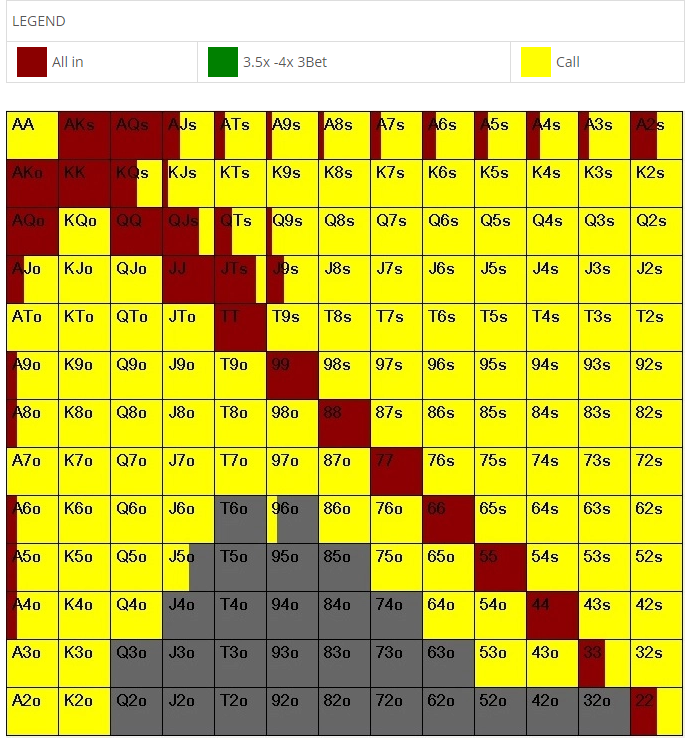 LEGEND
All in 3.5x -4x 3Bet Call
AA AKs AQs AJs ATs A9s A8s A7s A6s A5s A4s A3s A2s
AKo KK KQs KJs KTs K9s K8s K7s K6s K5s K4s K3s K2s
AQo KQo QQ QJs QTs Q9s Q8s Q7s Q6s Q5s Q4s Q3s Q2s
AJo KJo QJo JJ JTs J9s J8s J7s J6s J5s J4s J3s J2s
ATo KTo QTo JTo TT T9s T8s T7s T6s T5s T4s T3s T2s
A9o K9o Q9o J9o T9o 99 98s 97s 96s 95s 94s 93s 92s
A8o K8o Q8o J8o T8o 98o 88 87s 86s 85s 84s 83s 82s
A7o K7o Q7o J7o T7o 97o 87o 77 76s 75s 74s 73s 72s
A6o K6o Q6o J6o T6o 96o 86o 76o 66 65s 64s 63s 62s
A5o K5o Q5o J5o T5o 95o 85o 75o 65o 55 54s 53s 52s
A4o K4o Q4o J4o T4o 94o 84o 74o 64o 54o 44 43s 42s
A3o K3o Q3o J3o T3o 93o 83o 73o 63o 53o 43o 33 32s
A2o K2o Q2o J2o T2o 92o 82o 72o 62o 52o 42o 32o 22